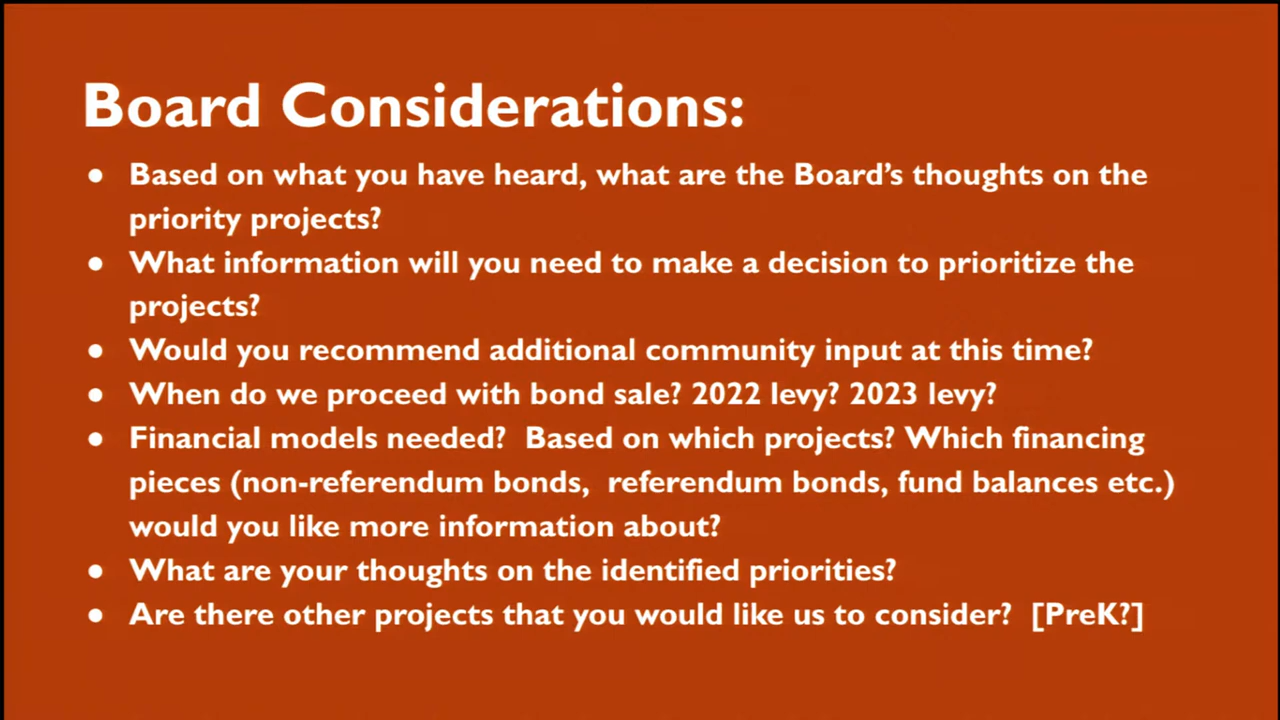 Board Considerations:
● Based on what you have heard, what are the Board’s thoughts on the
priority projects?
● What information will you need to make a decision to prioritize the
projects?
● Would you recommend additional community input at this time?
● When do we proceed with bond sale? 2022 levy? 2023 levy?
● Financial models needed?  Based on which projects? Which financing
pieces (non-referendum bonds,  referendum bonds, fund balances etc.)
would you like more information about?
● What are your thoughts on the identified priorities?
● Are there other projects that you would like us to consider?  [PreK?]